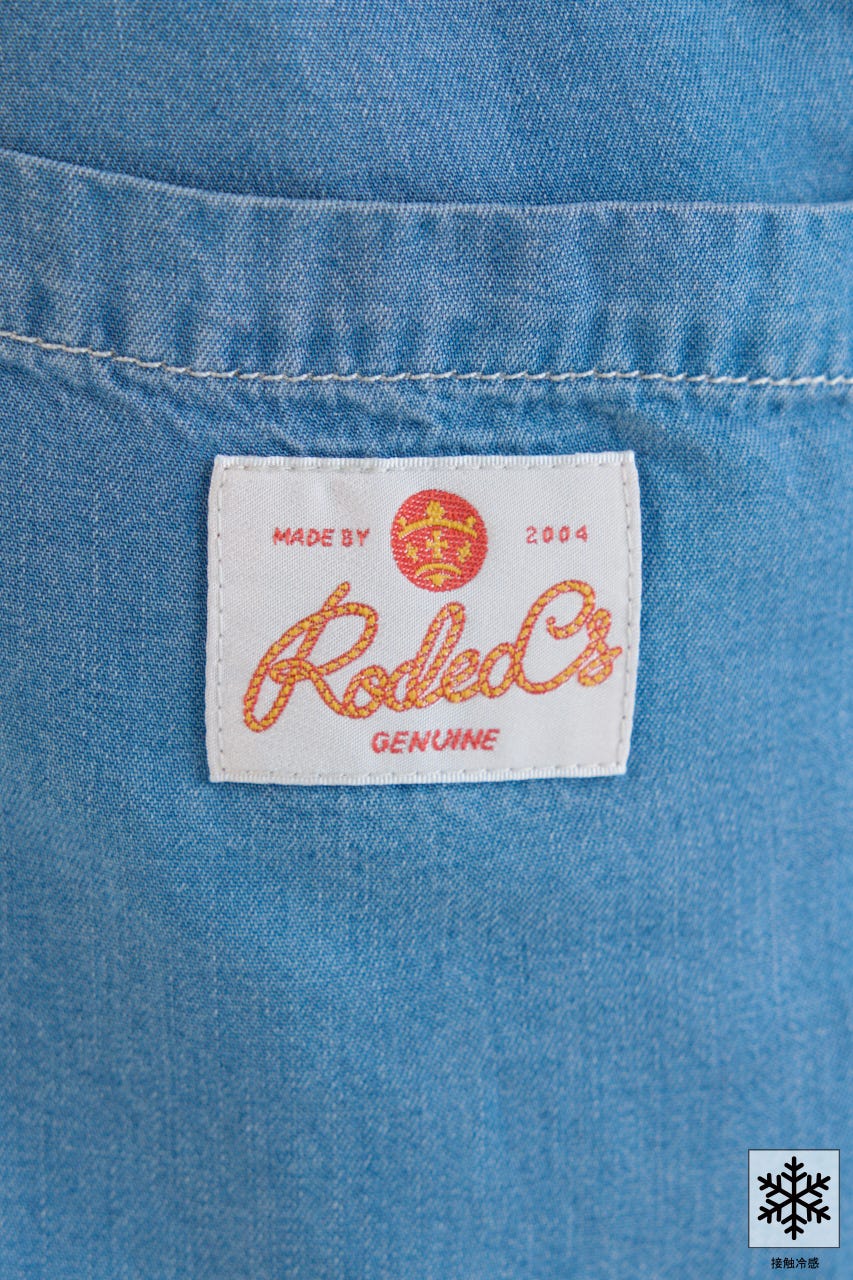 MADE BY 2004
RodeoCs
GENUINE
接触冷感